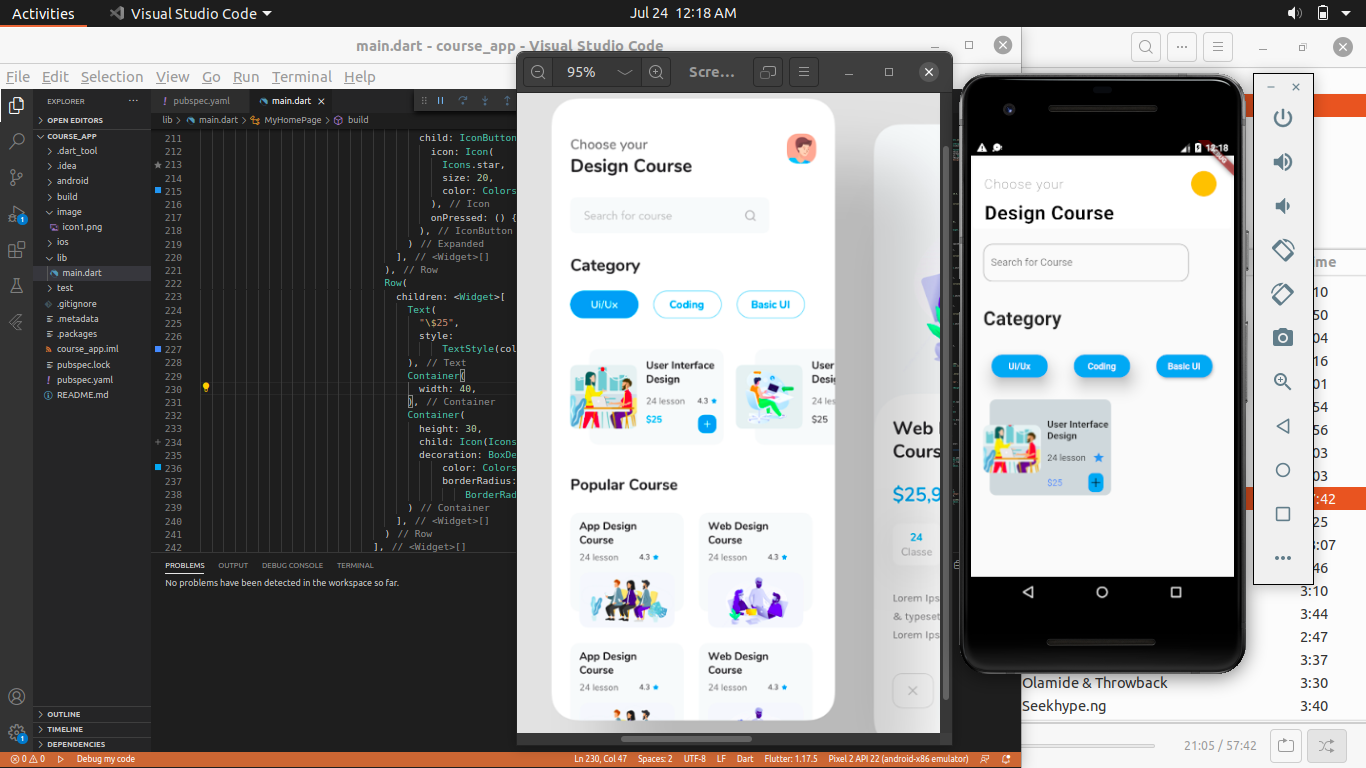 Activities
Visual Studio Code
Jul 24 12:18 AM
main.dart - course_app - Visual Studio Code
File Edit Selection View Go Run Terminal Help
EXPLORER
OPEN EDITORS
COURSE_APP
.dart_tool
.idea
android
build
image
icon1.png
ios
lib
main.dart
test
.gitignore
.metadata
.packages
course_app.iml
pubspec.lock
pubspec.yaml
README.md
OUTLINE
TIMELINE
DEPENDENCIES
1
1
pubspec.yaml
main.dart
lib > main.dart > MyHomePage > build
211 child: IconButton
212 icon: Icon(
213 Icons.star,
214 size: 20,
215 color: Colors
216 ), // Icon
217 onPressed: () {
218 ), // IconButton
219 ) // Expanded
220 ], // <Widget>[]
221 ), // Row
222 Row(
223 children: <Widget>[
224 Text(
225 "\$25",
226 style:
227 TextStyle(col
228 ), // Text
229 Container(
230 width: 40,
231 ), // Container
232 Container(
233 height: 30,
234 child: Icon(Icons
235 decoration: BoxDe
236 color: Colors
237 borderRadius:
238 BorderRad
239 ) // Container
240 ], // <Widget>[]
241 ) // Row
242 ], // <Widget>[]
PROBLEMS OUTPUT DEBUG CONSOLE TERMINAL
No problems have been detected in the workspace so far.
0 0 Debug my code
Ln 230, Col 47 Spaces: 2 UTF-8 LF Dart Flutter: 1.17.5 Pixel 2 API 22 (android-x86 emulator)
95%
Scre...
Choose your
Design Course
Search for course
Category
Ui/Ux Coding Basic UI
User Interface
Design
24 lesson 4.3
$25
User
Desi
24 le
$25
Popular Course
App Design
Course
24 lesson 4.3
Web Design
Course
24 lesson 4.3
App Design
Course
24 lesson 4.3
Web Design
Course
24 lesson 4.3
Web
Cours
$25,9
24
Classe
Lorem Ips
& typeset
Lorem Ips
12:18
Choose your
Design Course
Search for Course
Category
Ui/Ux Coding Basic UI
User Interface
Design
24 lesson
$25
me
:10
:50
:04
:16
:01
:54
:56
:03
:03
7:42
:25
3:07
:46
3:10
3:44
2:47
3:37
Olamide & Throwback 3:30
Seekhype.ng 3:40
21:05 / 57:42